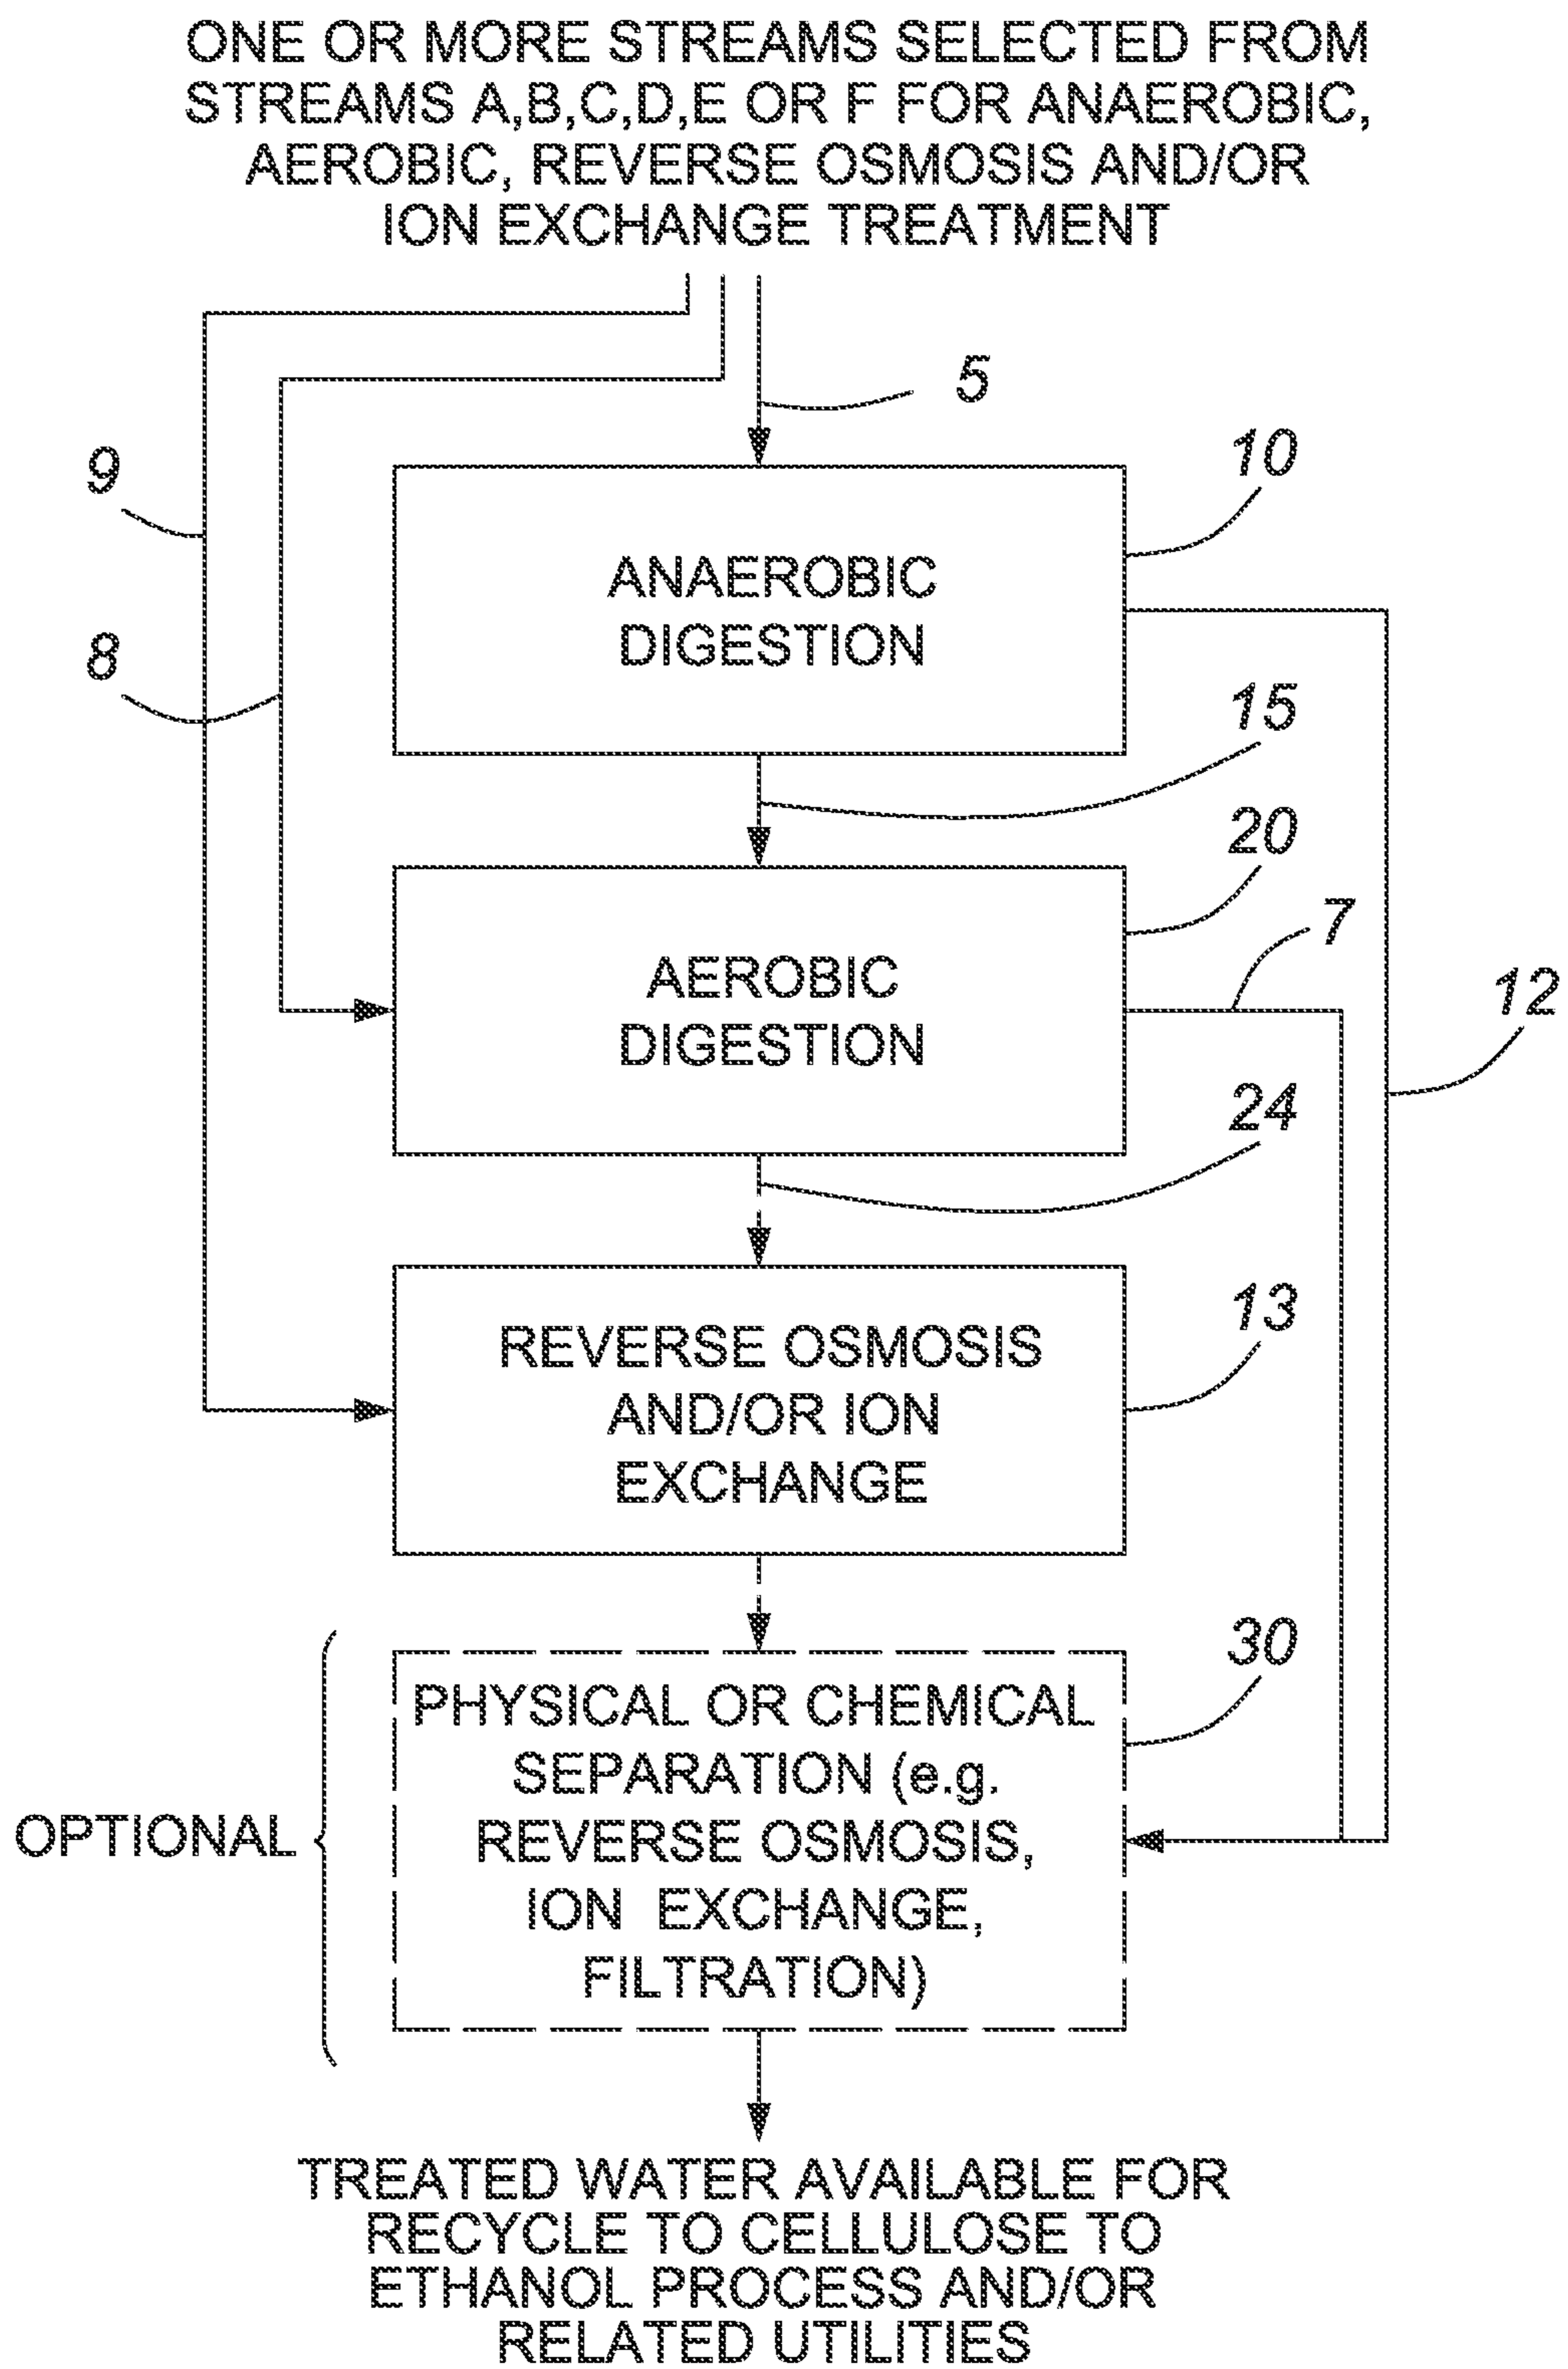 ONE OR MORE STREAMS SELECTED FROM
STREAMS A,B,C,D,E OR F FOR ANAEROBIC,
AEROBIC, REVERSE OSMOSIS AND/OR
ION EXCHANGE TREATMENT
5
10
9
ANAEROBIC
DIGESTION
8
15
20
7
AEROBIC
DIGESTION
12
24
13
REVERSE OSMOSIS
AND/OR ION
EXCHANGE
30
PHYSICAL OR CHEMICAL
SEPARATION (e.g.
REVERSE OSMOSIS,
ION EXCHANGE,
FILTRATION)
OPTIONAL
TREATED WATER AVAILABLE FOR
RECYCLE TO CELLULOSE TO
ETHANOL PROCESS AND/OR
RELATED UTILITIES